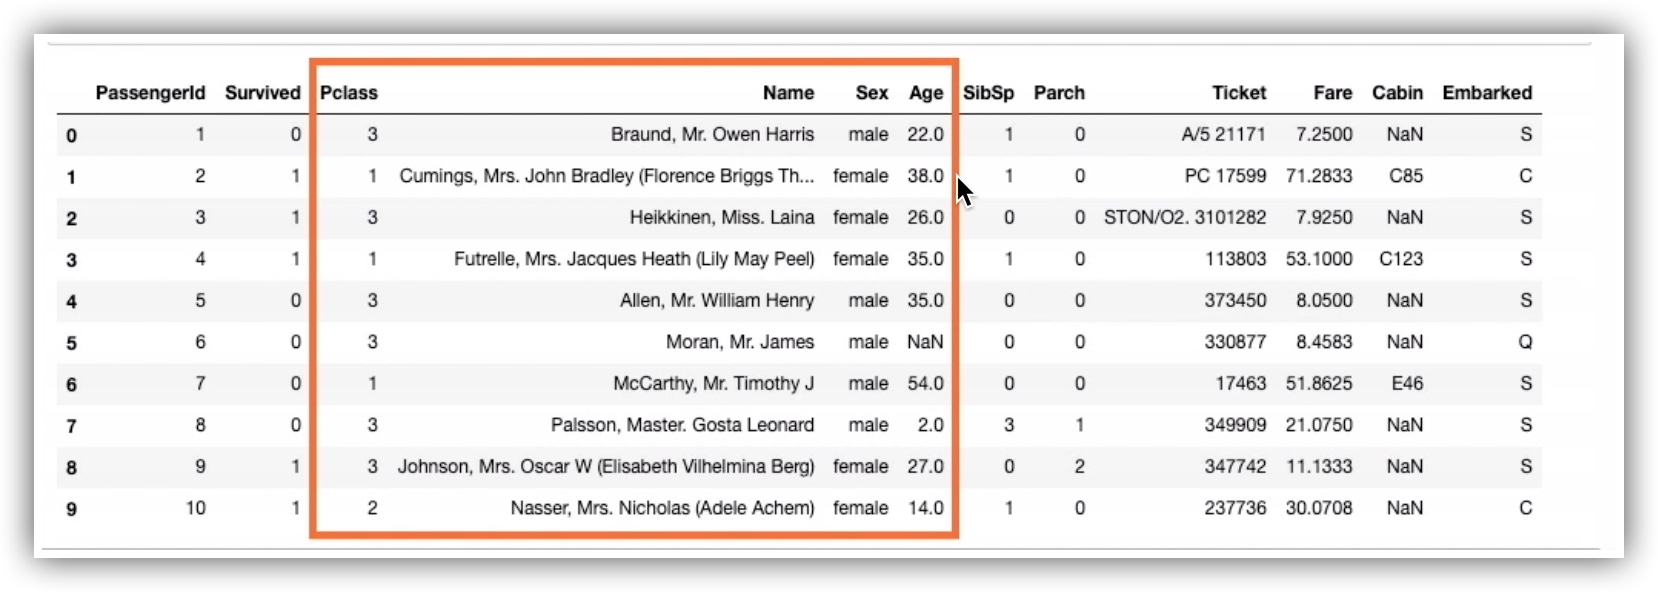 PassengerId Survived Pclass Name Sex Age SibSp Parch Ticket Fare Cabin Embarked
0 1 0 3 Braund, Mr. Owen Harris male 22.0 1 0 A/5 21171 7.2500 NaN S
1 2 1 1 Cumings, Mrs. John Bradley (Florence Briggs Th... female 38.0 1 0 PC 17599 71.2833 C85 C
2 3 1 3 Heikkinen, Miss. Laina female 26.0 0 0 STON/O2. 3101282 7.9250 NaN S
3 4 1 1 Futrelle, Mrs. Jacques Heath (Lily May Peel) female 35.0 1 0 113803 53.1000 C123 S
4 5 0 3 Allen, Mr. William Henry male 35.0 0 0 373450 8.0500 NaN S
5 6 0 3 Moran, Mr. James male NaN 0 0 330877 8.4583 NaN Q
6 7 0 1 McCarthy, Mr. Timothy J male 54.0 0 0 17463 51.8625 E46 S
7 8 0 3 Palsson, Master. Gosta Leonard male 2.0 3 1 349909 21.0750 NaN S
8 9 1 3 Johnson, Mrs. Oscar W (Elisabeth Vilhelmina Berg) female 27.0 0 2 347742 11.1333 NaN S
9 10 1 2 Nasser, Mrs. Nicholas (Adele Achem) female 14.0 1 0 237736 30.0708 NaN C